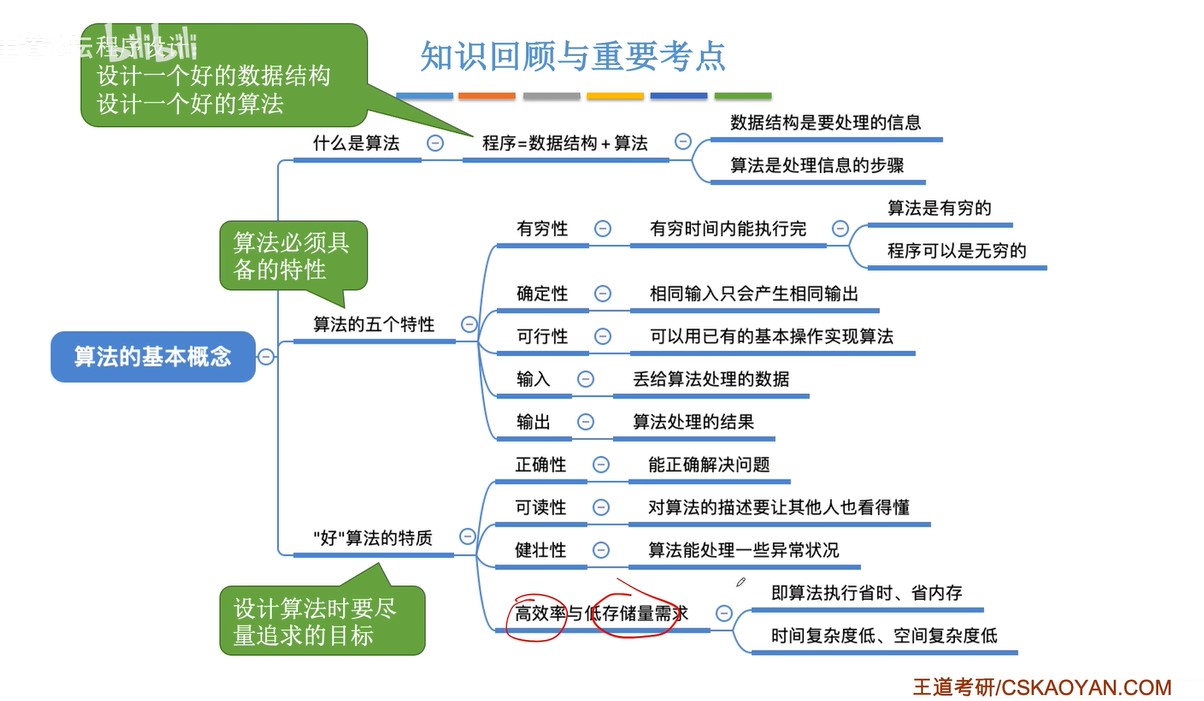 程序设计:
设计一个好的数据结构
设计一个好的算法
bilibili
知识回顾与重要考点
什么是算法
程序=数据结构+算法
数据结构是要处理的信息
算法是处理信息的步骤
算法必须具
备的特性
算法的基本概念
算法的五个特性
有穷性
有穷时间内能执行完
算法是有穷的
程序可以是无穷的
确定性
相同输入只会产生相同输出
可行性
可以用已有的基本操作实现算法
输入
丢给算法处理的数据
输出
算法处理的结果
"好"算法的特质
正确性
能正确解决问题
可读性
对算法的描述要让其他人也看得懂
健壮性
算法能处理一些异常状况
高效率与低存储量需求
即算法执行省时、省内存
时间复杂度低、空间复杂度低
设计算法时要尽
量追求的目标
王道考研/CSKAOYAN.COM